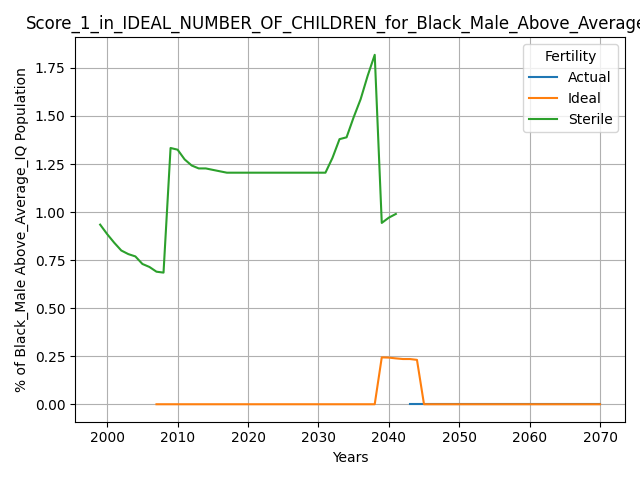 Score_1_in_IDEAL_NUMBER_OF_CHILDREN_for_Black_Male_Above_Average
Fertility
Actual
Ideal
Sterile
% of Black_Male Above_Average_IQ Population
1.75
1.50
1.25
1.00
0.75
0.50
0.25
0.00
2000 2010 2020 2030 2040 2050 2060 2070
Years